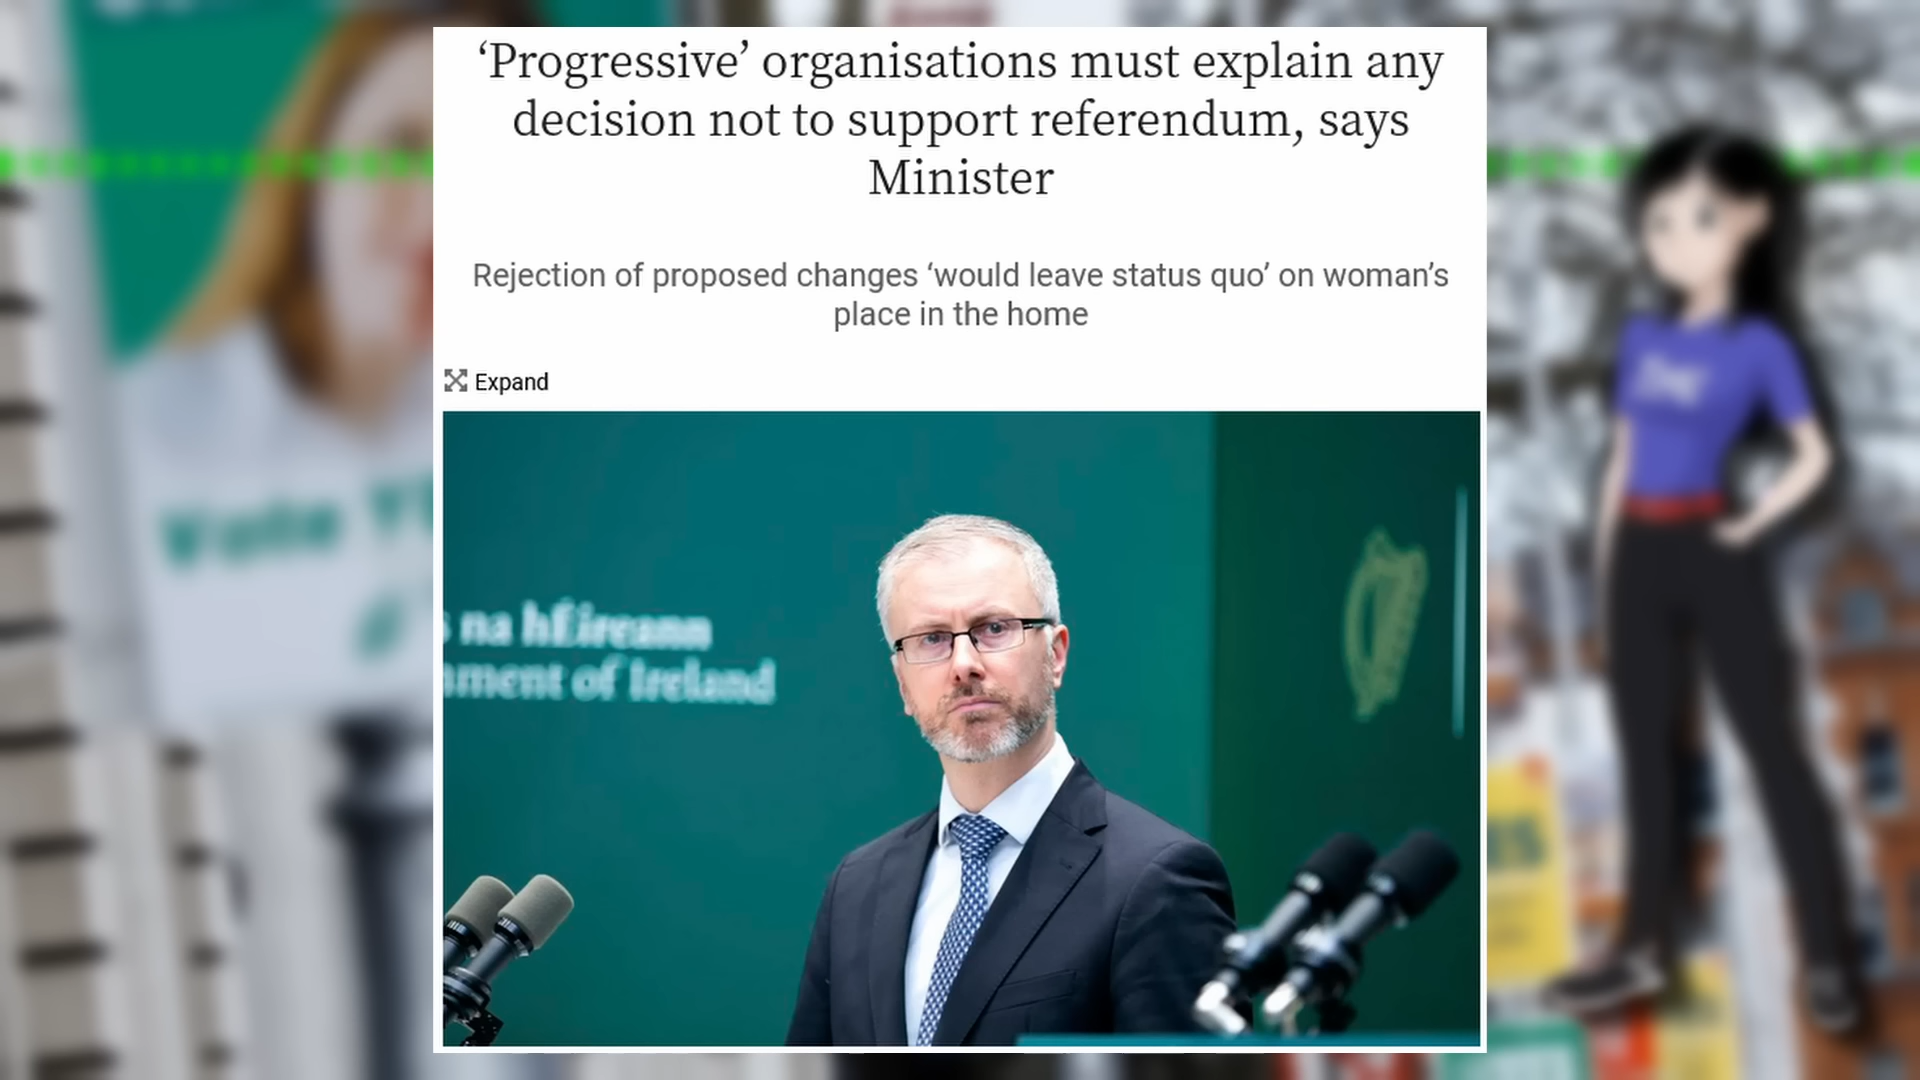 ‘Progressive’ organisations must explain any
decision not to support referendum, says
Minister
Rejection of proposed changes ‘would leave status quo’ on woman’s
place in the home
Expand
na hÉireann
of Ireland
Vote